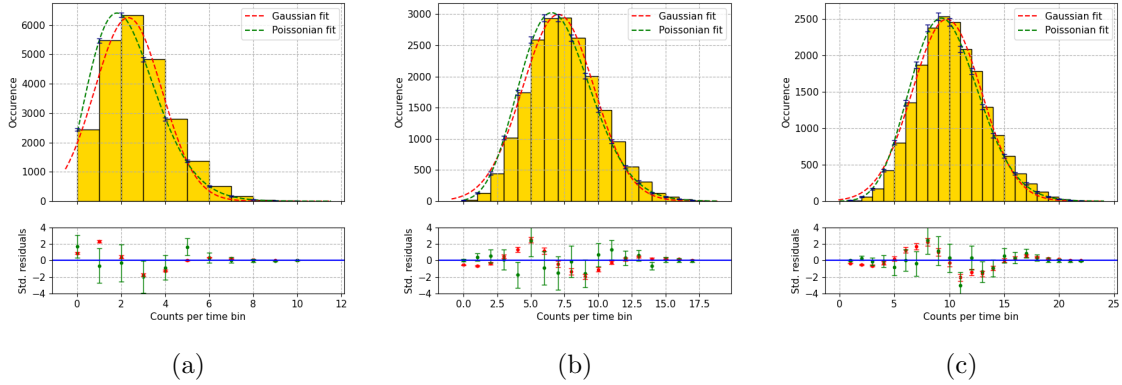 Gaussian fit
Poissonian fit
6000
5000
4000
3000
2000
1000
0
Occurence
4
2
0
−2
−4
Std. residuals
0 2 4 6 8 10 12
Counts per time bin
(a)
Gaussian fit
Poissonian fit
3000
2500
2000
1500
1000
500
0
Occurence
4
2
0
−2
−4
Std. residuals
0.0 2.5 5.0 7.5 10.0 12.5 15.0 17.5
Counts per time bin
(b)
Gaussian fit
Poissonian fit
2500
2000
1500
1000
500
0
Occurence
4
2
0
−2
−4
Std. residuals
0 5 10 15 20 25
Counts per time bin
(c)